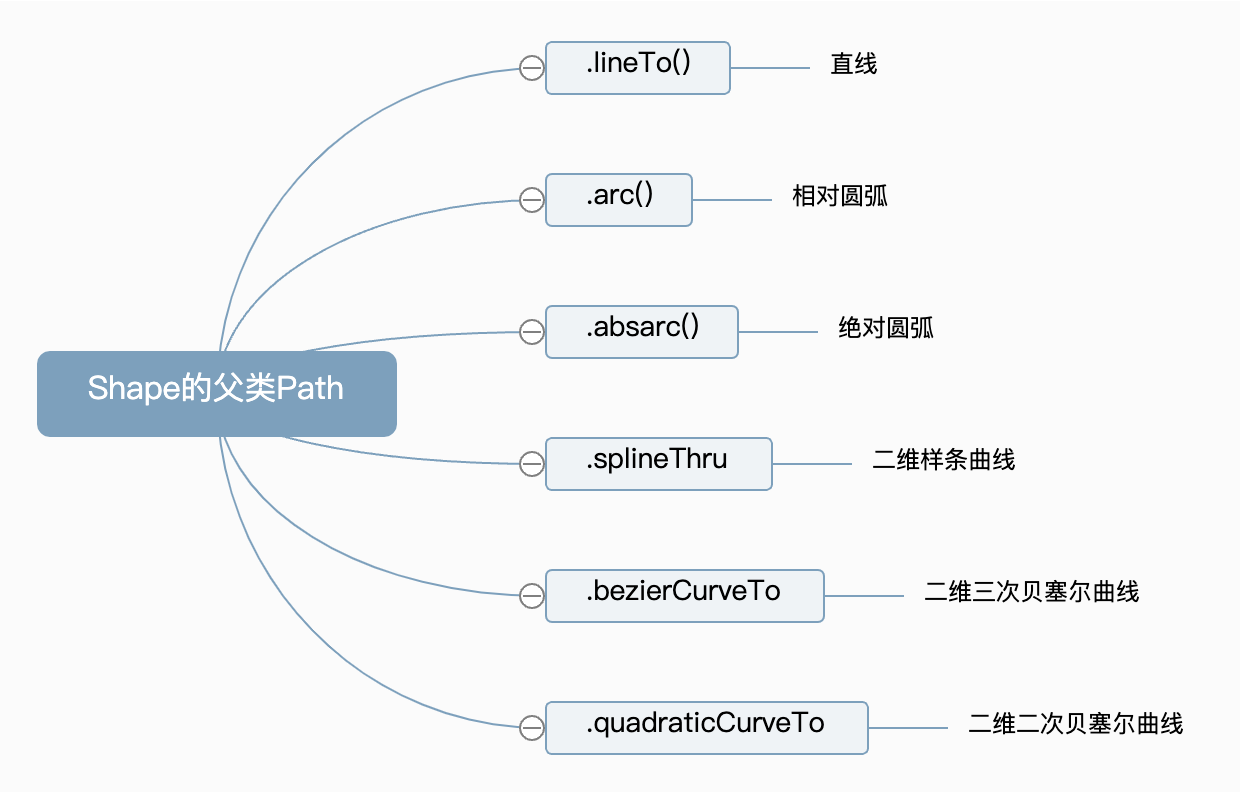 .lineTo()
直线
.arc()
相对圆弧
.absarc()
绝对圆弧
Shape的父类Path
.splineThru
二维样条曲线
.bezierCurveTo
二维三次贝塞尔曲线
.quadraticCurveTo
二维二次贝塞尔曲线